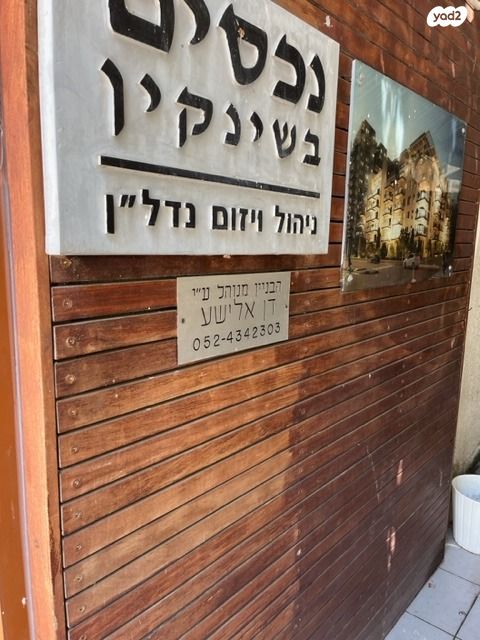 נכסים
בשינקין
ניהול ויזום נדל"ן
הבניין מנוהל ע"י
דן אלישע
052-4342303
yad2